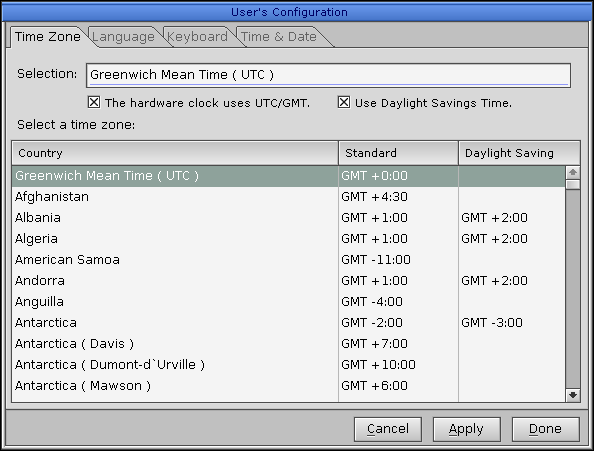 User's Configuration
Time Zone Language Keyboard Time & Date
Selection: Greenwich Mean Time ( UTC )
The hardware clock uses UTC/GMT. Use Daylight Savings Time.
Select a time zone:
Country Standard Daylight Saving
Greenwich Mean Time ( UTC ) GMT +0:00
Afghanistan GMT +4:30
Albania GMT +1:00 GMT +2:00
Algeria GMT +1:00 GMT +2:00
American Samoa GMT -11:00
Andorra GMT +1:00 GMT +2:00
Anguilla GMT -4:00
Antarctica GMT -2:00 GMT -3:00
Antarctica ( Davis ) GMT +7:00
Antarctica ( Dumont-d`Urville ) GMT +10:00
Antarctica ( Mawson ) GMT +6:00
Cancel Apply Done